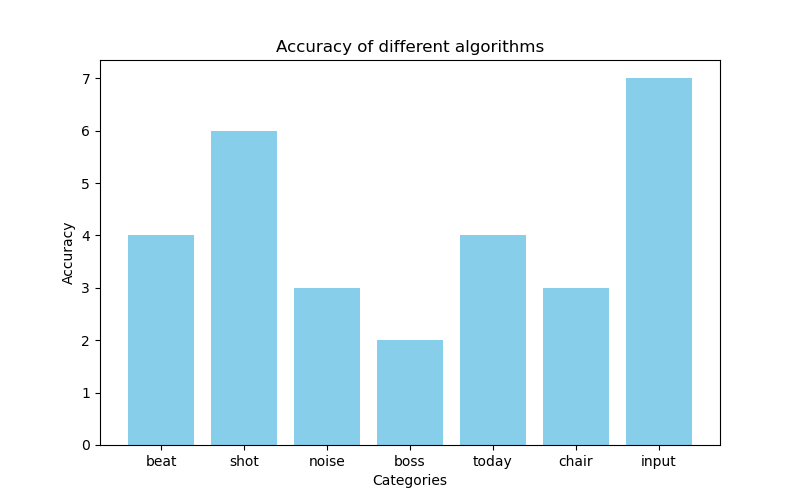 Accuracy of different algorithms
Accuracy
7
6
5
4
3
2
1
0
beat shot noise boss today chair input
Categories